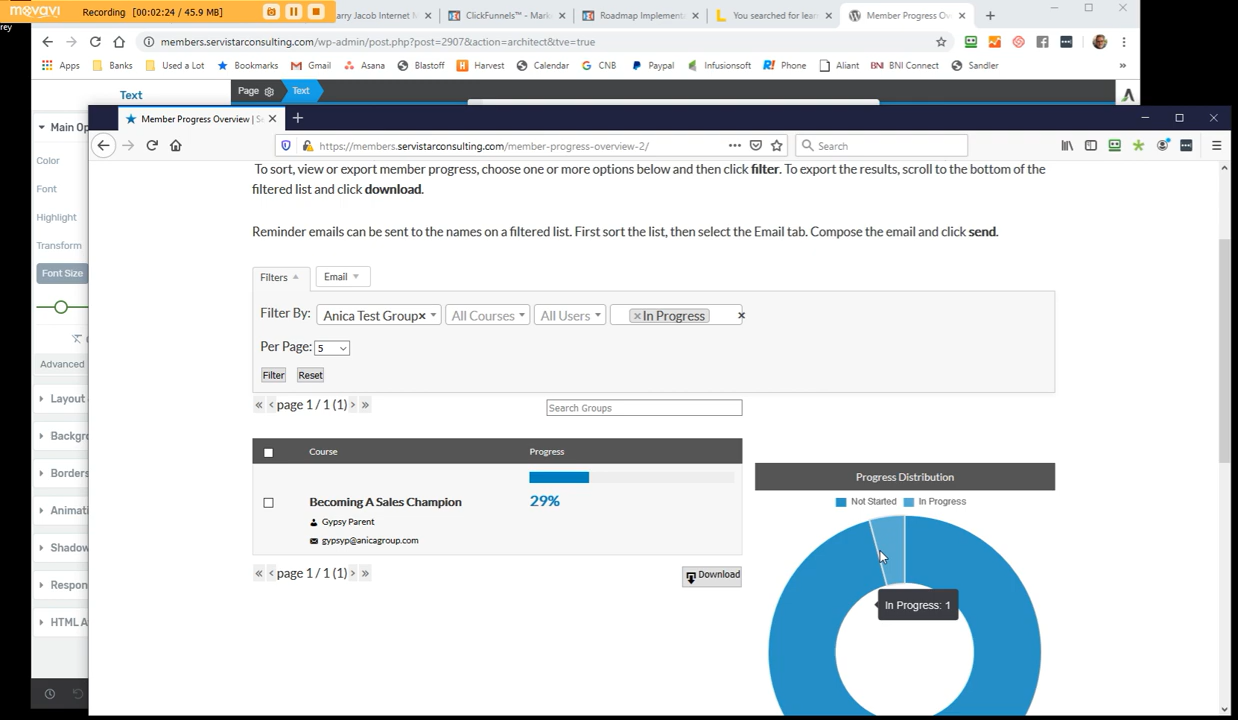 movavi Recording [00:02:24 / 45.9 MB]
rey
arry Jacob Internet M
ClickFunnels™ - Mark
Roadmap Implementa
You searched for lear
Member Progress Ov
members.servistarconsulting.com/wp-admin/post.php?post=2907&action=architect&tve=true
Apps Banks Used a Lot Bookmarks Gmail Asana Blastoff Harvest Calendar CNB Paypal Infusionsoft Phone Aliant BNI Connect Sandler »
Text
Page Text
Main Op
Color
Font
Highlight
Transform
Font Size
Advanced
Layout
Backgr
Borders
Animati
Shadow
Respon
HTML A
Member Progress Overview | Se
https://members.servistarconsulting.com/member-progress-overview-2/
Search
To sort, view or export member progress, choose one or more options below and then click filter. To export the results, scroll to the bottom of the
filtered list and click download.
Reminder emails can be sent to the names on a filtered list. First sort the list, then select the Email tab. Compose the email and click send.
Filters Email
Filter By: Anica Test Group× All Courses All Users ×In Progress ×
Per Page: 5
Filter Reset
« ‹ page 1 / 1 (1) › »
Search Groups
Course Progress
Becoming A Sales Champion 29%
Gypsy Parent
gypsyp@anicagroup.com
« ‹ page 1 / 1 (1) › »
Download
Progress Distribution
Not Started In Progress
In Progress: 1